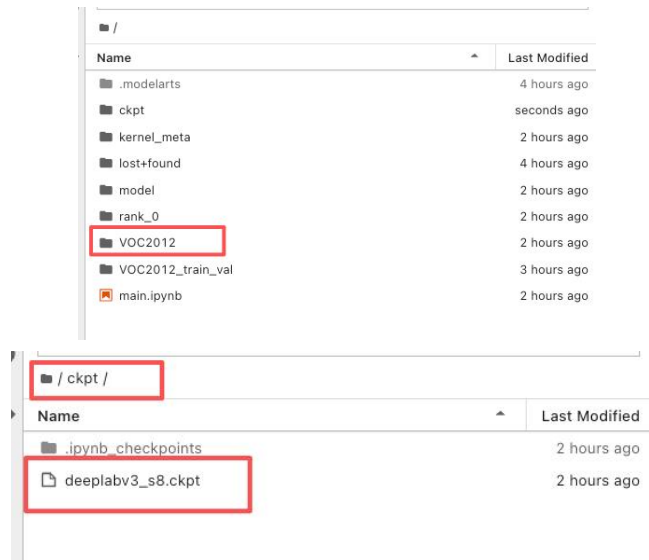 /
Name Last Modified
.modelarts 4 hours ago
ckpt seconds ago
kernel_meta 2 hours ago
lost+found 4 hours ago
model 2 hours ago
rank_0 2 hours ago
VOC2012 2 hours ago
VOC2012_train_val 3 hours ago
main.ipynb 2 hours ago
/ ckpt /
Name Last Modified
.ipynb_checkpoints 2 hours ago
deeplabv3_s8.ckpt 2 hours ago